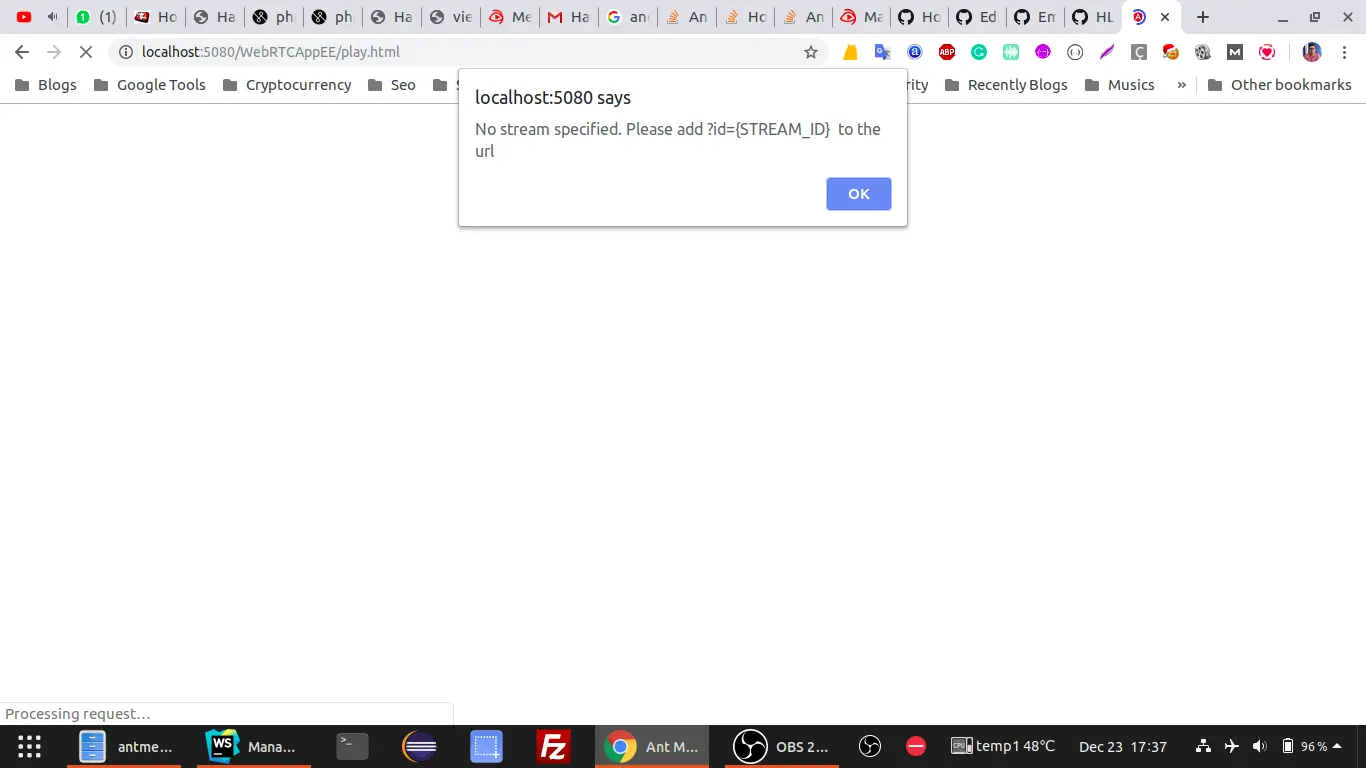 (1) Ho Ha ph ph Ha vie Me Ha an An Ho An Ma Ho Ed Em HL
localhost:5080/WebRTCAppEE/play.html
Blogs Google Tools Cryptocurrency Seo rity Recently Blogs Musics » Other bookmarks
localhost:5080 says
No stream specified. Please add ?id={STREAM_ID} to the
url
OK
Processing request...
antme... WS Mana... Ant M... OBS 2... temp1 48°C Dec 23 17:37 96 %